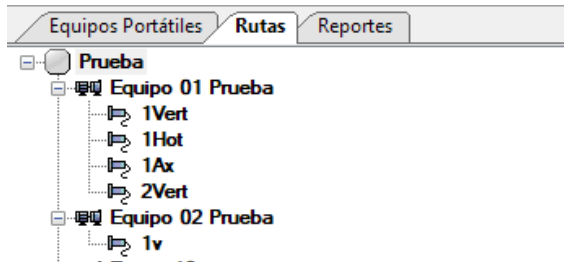 Equipos Portátiles Rutas Reportes
Prueba
Equipo 01 Prueba
1Vert
1Hot
1Ax
2Vert
Equipo 02 Prueba
1v